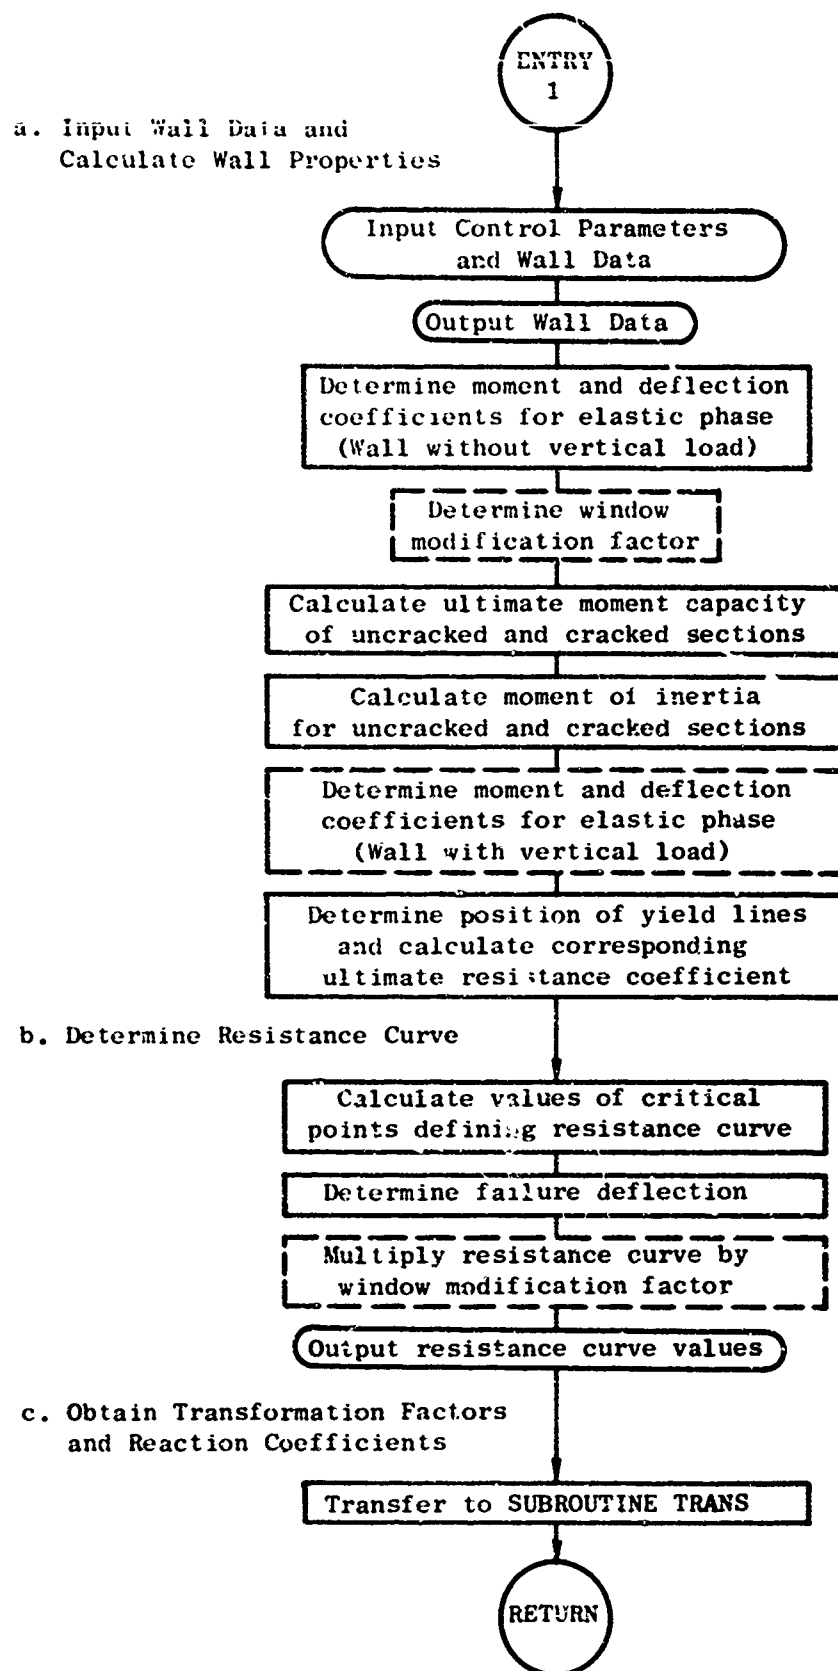 ENTRY
1
a. Input Wall Data and
Calculate Wall Properties
Input Control Parameters
and Wall Data
Output Wall Data
Determine moment and deflection
coefficients for elastic phase
(Wall without vertical load)
Determine window
modification factor
Calculate ultimate moment capacity
of uncracked and cracked sections
Calculate moment of inertia
for uncracked and cracked sections
Determine moment and deflection
coefficients for elastic phase
(Wall with vertical load)
Determine position of yield lines
and calculate corresponding
ultimate resistance coefficient
b. Determine Resistance Curve
Calculate values of critical
points defining resistance curve
Determine failure deflection
Multiply resistance curve by
window modification factor
Output resistance curve values
c. Obtain Transformation Factors
and Reaction Coefficients
Transfer to SUBROUTINE TRANS
RETURN